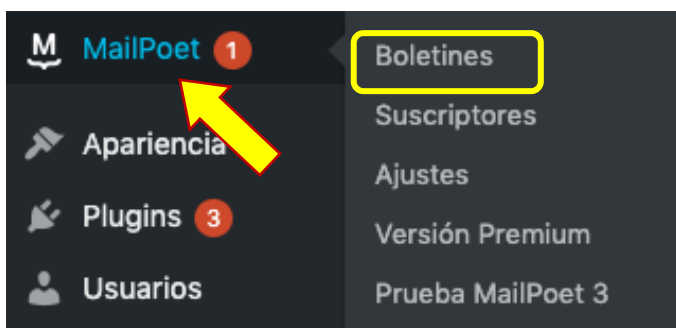 M MailPoet 1
Apariencia
Plugins 3
Usuarios
Boletines
Suscriptores
Ajustes
Versión Premium
Prueba MailPoet 3